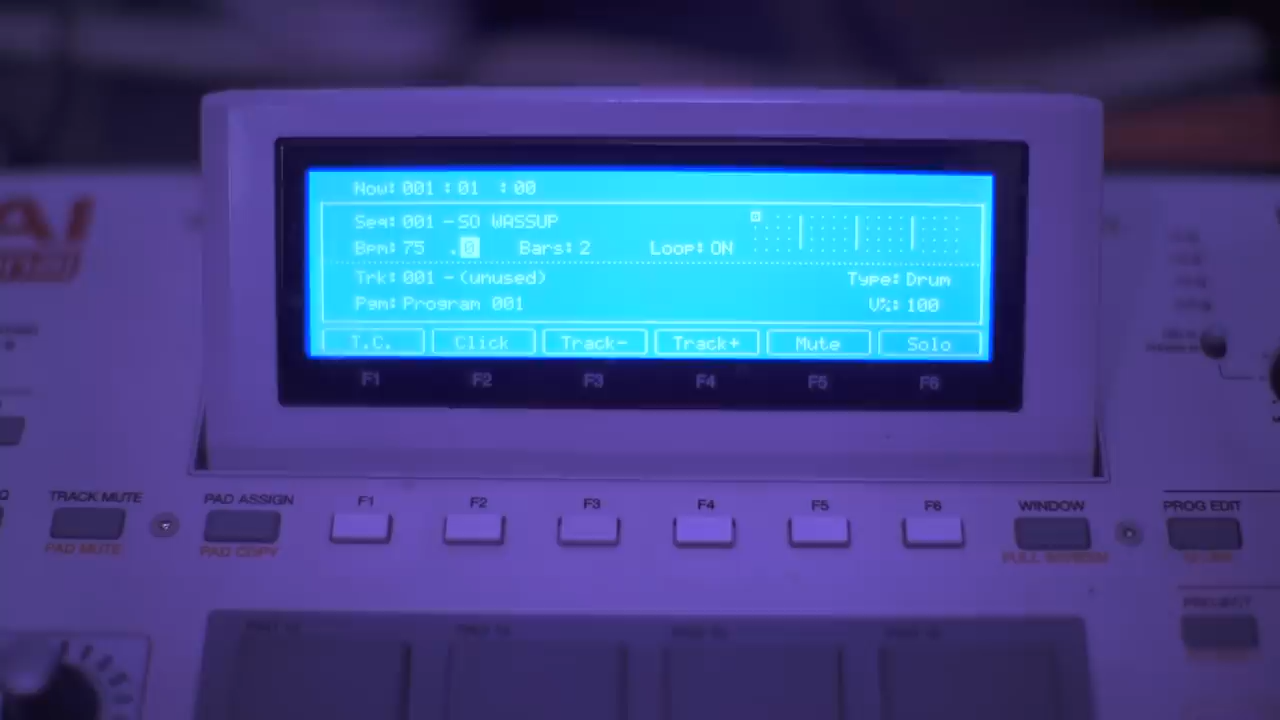 Now: 001 : 01 : 00
Seq: 001 - SO WASSUP
Bpm: 75 .0 Bars: 2 Loop: ON
Trk: 001 - (unused) Type: Drum
Pgm: Program 001 V%: 100
T.C. Click Track- Track+ Mute Solo
F1 F2 F3 F4 F5 F6
TRACK MUTE PAD ASSIGN F1 F2 F3 F4 F5 F6 WINDOW PROG EDIT
PAD MUTE PAD COPY FULL SCREEN